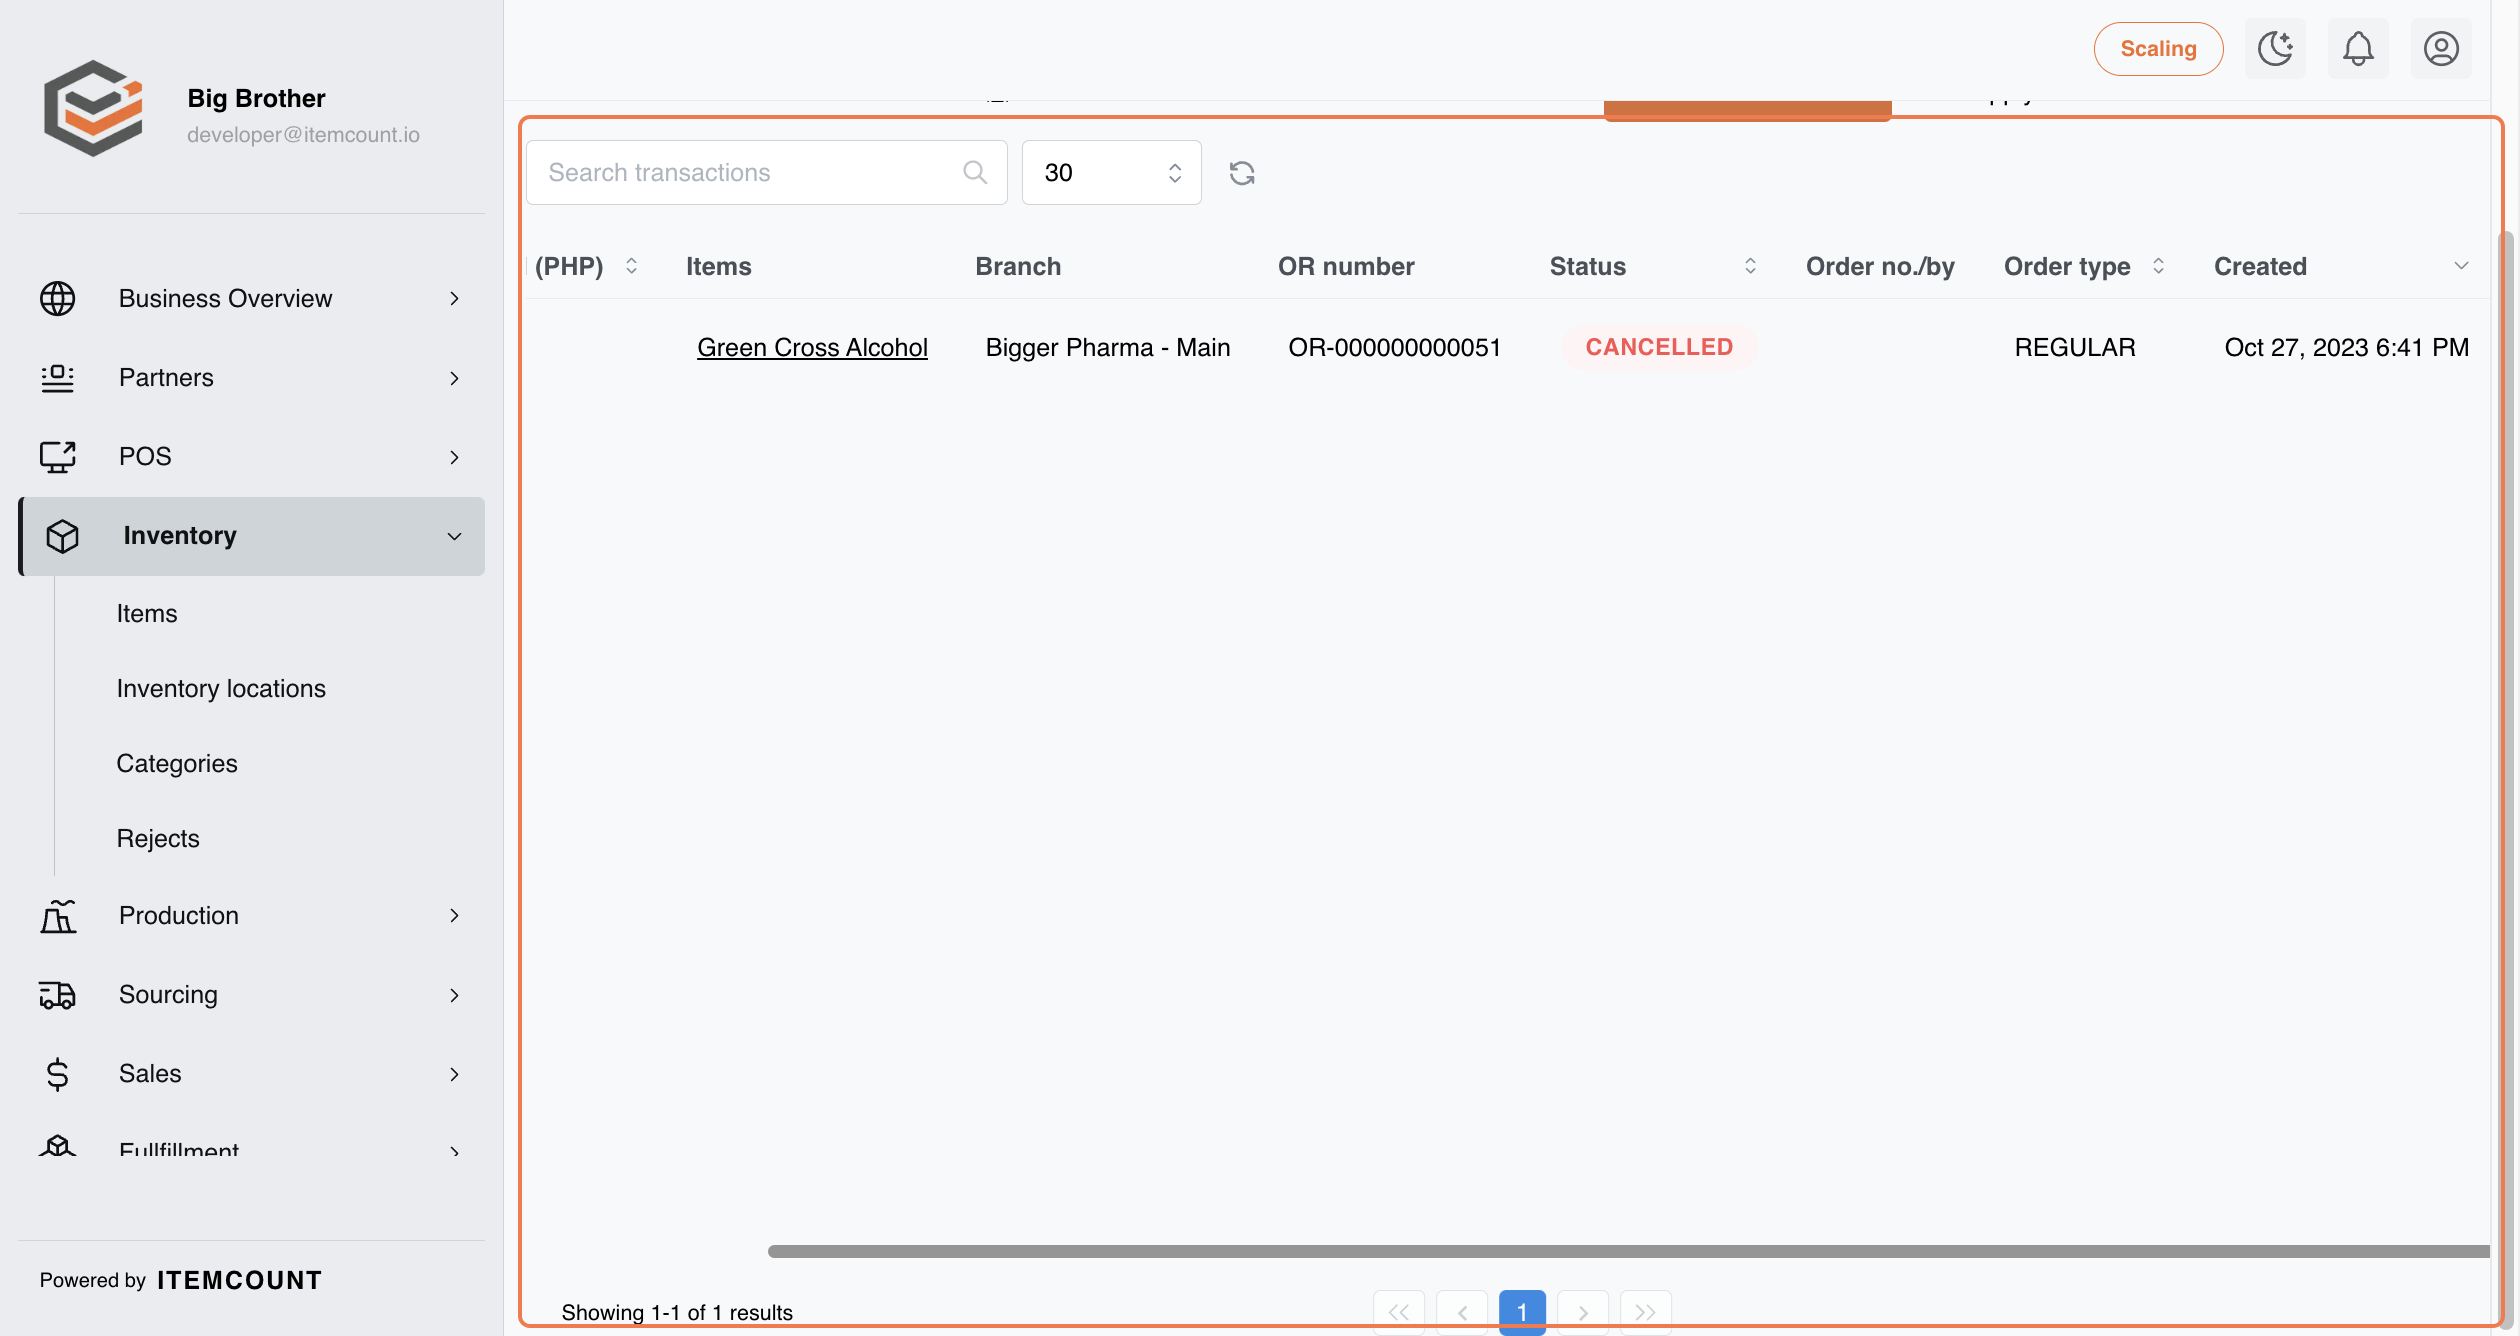 Big Brother
developer@itemcount.io
Business Overview
Partners
POS
Inventory
Items
Inventory locations
Categories
Rejects
Production
Sourcing
Sales
Fullfillment
Powered by ITEMCOUNT
Scaling
Search transactions
30
(PHP) Items Branch OR number Status Order no./by Order type Created
Green Cross Alcohol Bigger Pharma - Main OR-000000000051 CANCELLED REGULAR Oct 27, 2023 6:41 PM
Showing 1-1 of 1 results
<< < 1 > >>